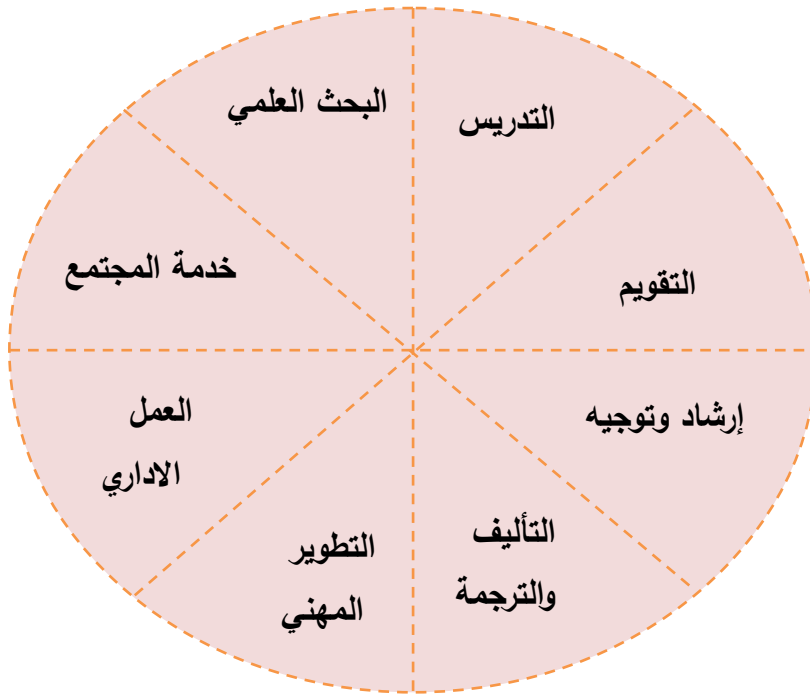 التدريس
البحث العلمي
التقويم
خدمة المجتمع
إرشاد وتوجيه
العمل
الاداري
التأليف
والترجمة
التطوير
المهني